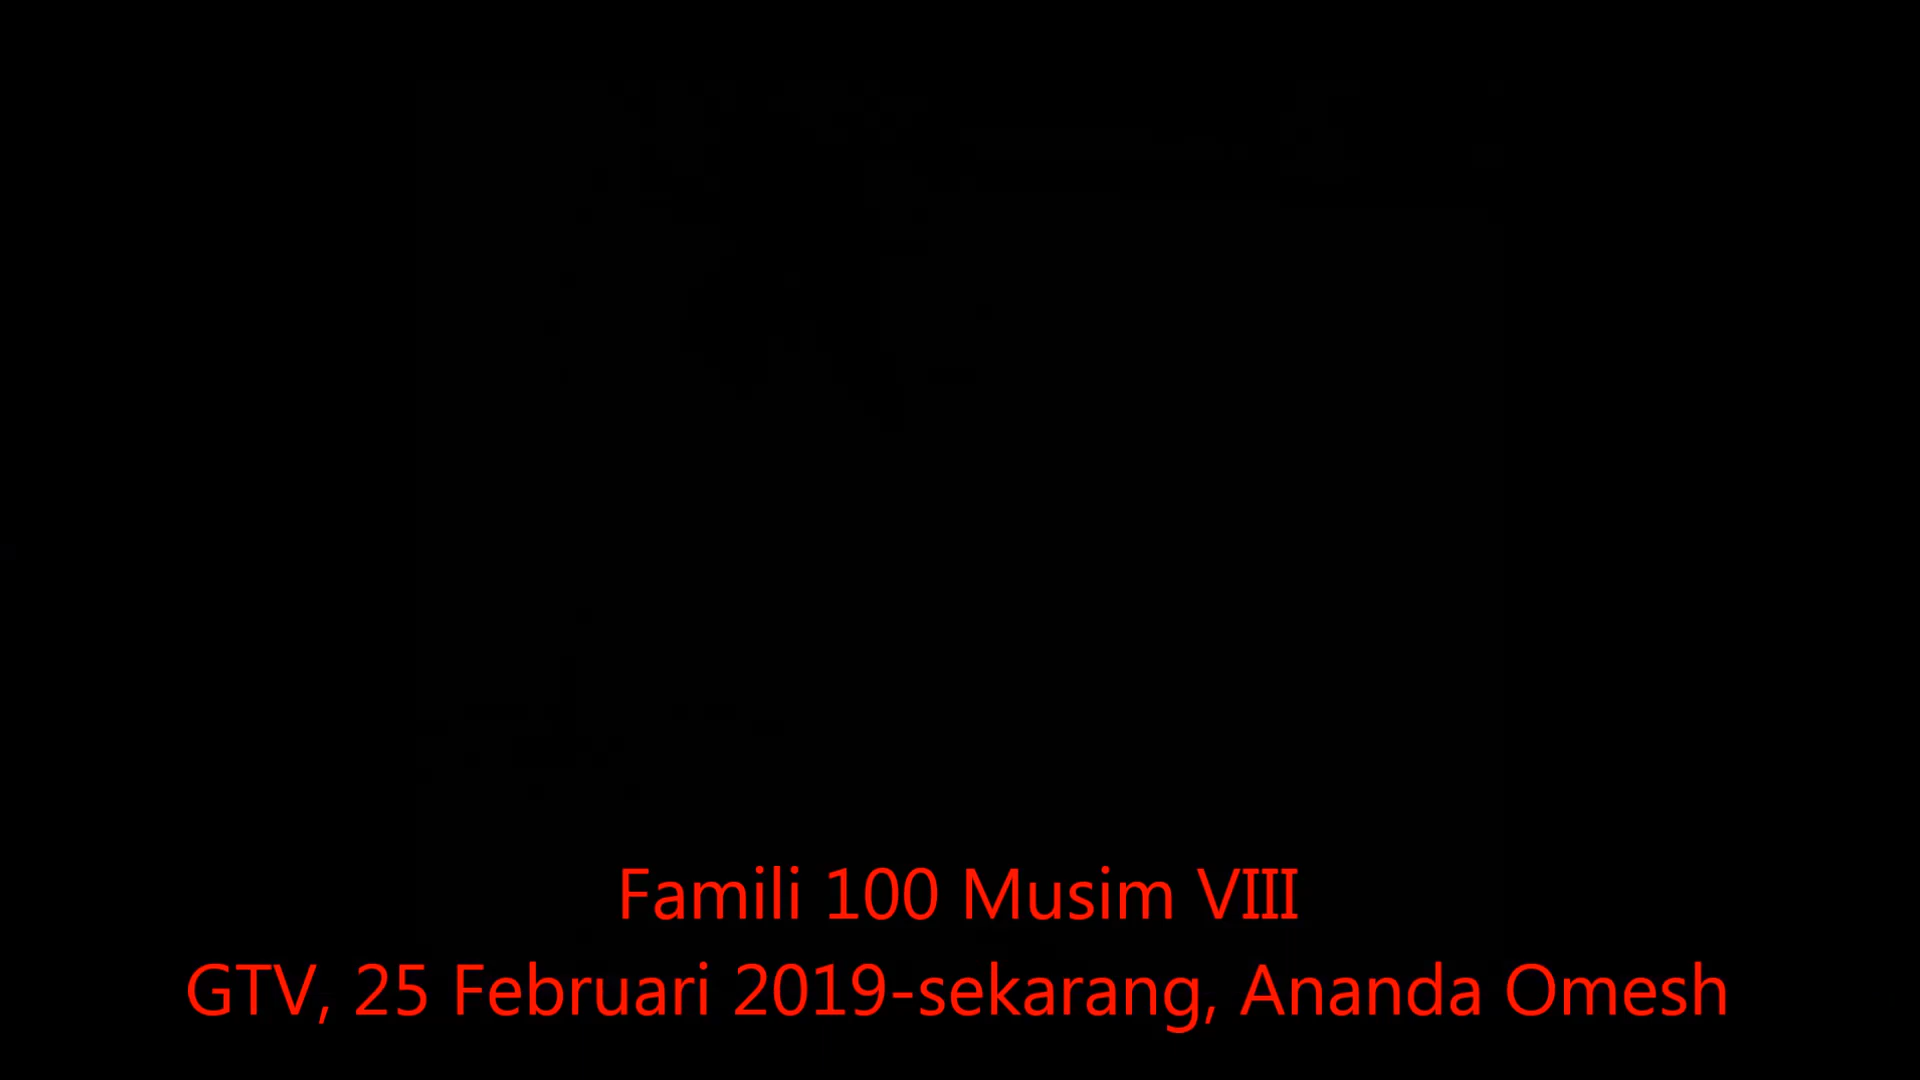 Famili 100 Musim VIII
GTV, 25 Februari 2019-sekarang, Ananda Omesh